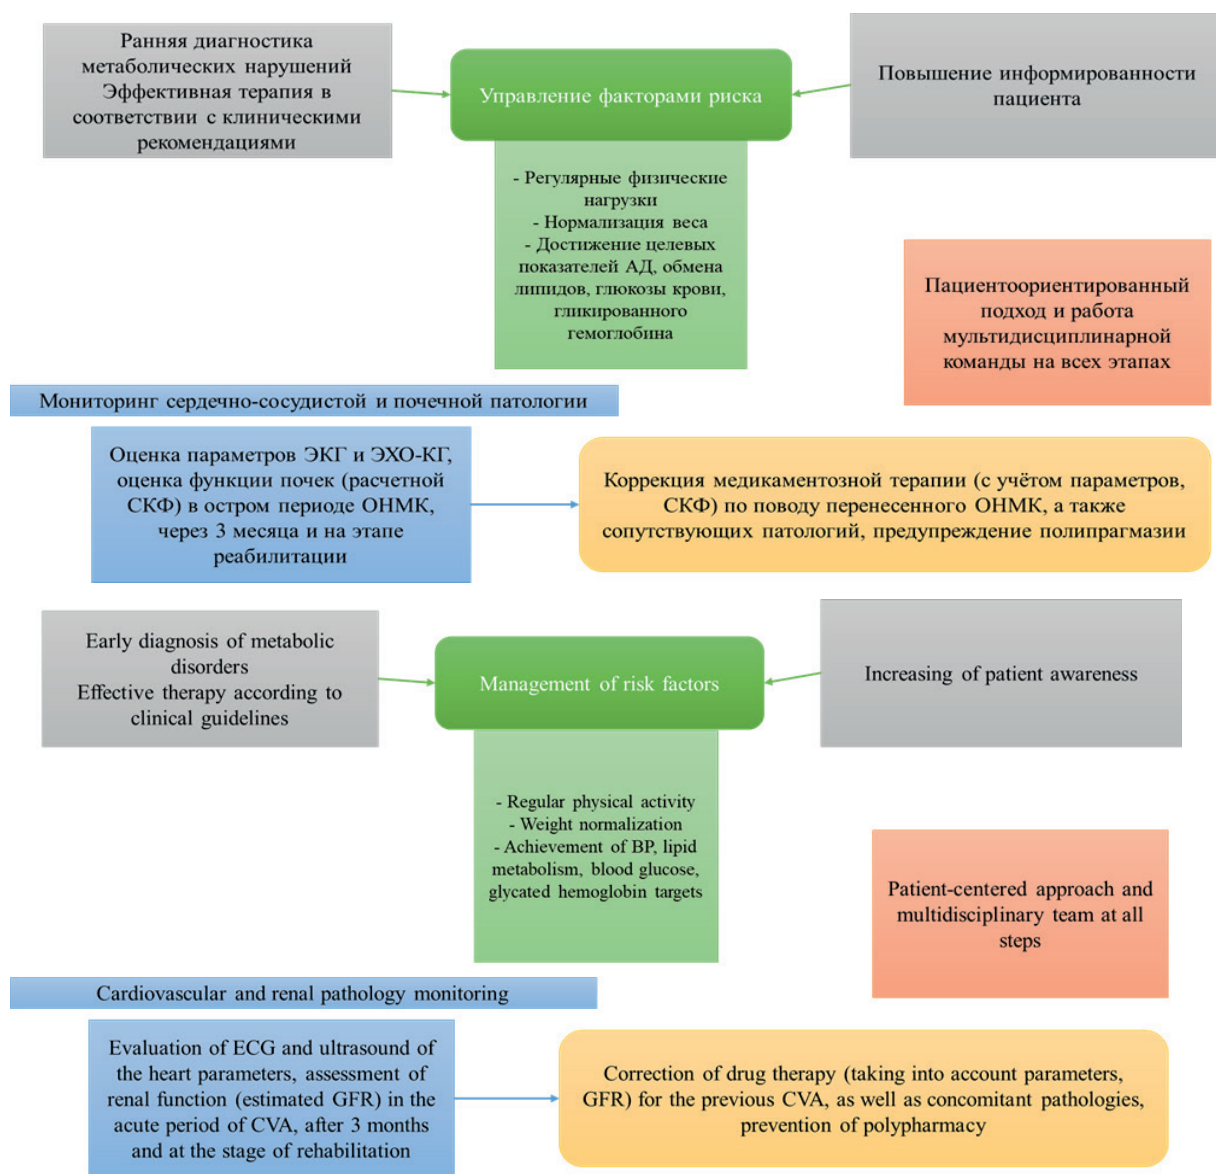 Ранняя диагностика
метаболических нарушений
Эффективная терапия в
соответствии с клиническими
рекомендациями
Управление факторами риска
Повышение информированности
пациента
- Регулярные физические
нагрузки
- Нормализация веса
- Достижение целевых
показателей АД, обмена
липидов, глюкозы крови,
гликированного
гемоглобина
Пациентоориентированный
подход и работа
мультидисциплинарной
команды на всех этапах
Мониторинг сердечно-сосудистой и почечной патологии
Оценка параметров ЭКГ и ЭХО-КГ,
оценка функции почек (расчетной
СКФ) в остром периоде ОНМК,
через 3 месяца и на этапе
реабилитации
Коррекция медикаментозной терапии (с учётом параметров,
СКФ) по поводу перенесенного ОНМК, а также
сопутствующих патологий, предупреждение полипрагмазии
Early diagnosis of metabolic
disorders
Effective therapy according to
clinical guidelines
Management of risk factors
Increasing of patient awareness
- Regular physical activity
- Weight normalization
- Achievement of BP, lipid
metabolism, blood glucose,
glycated hemoglobin targets
Patient-centered approach and
multidisciplinary team at all
steps
Cardiovascular and renal pathology monitoring
Evaluation of ECG and ultrasound of
the heart parameters, assessment of
renal function (estimated GFR) in the
acute period of CVA, after 3 months
and at the stage of rehabilitation
Correction of drug therapy (taking into account parameters,
GFR) for the previous CVA, as well as concomitant pathologies,
prevention of polypharmacy